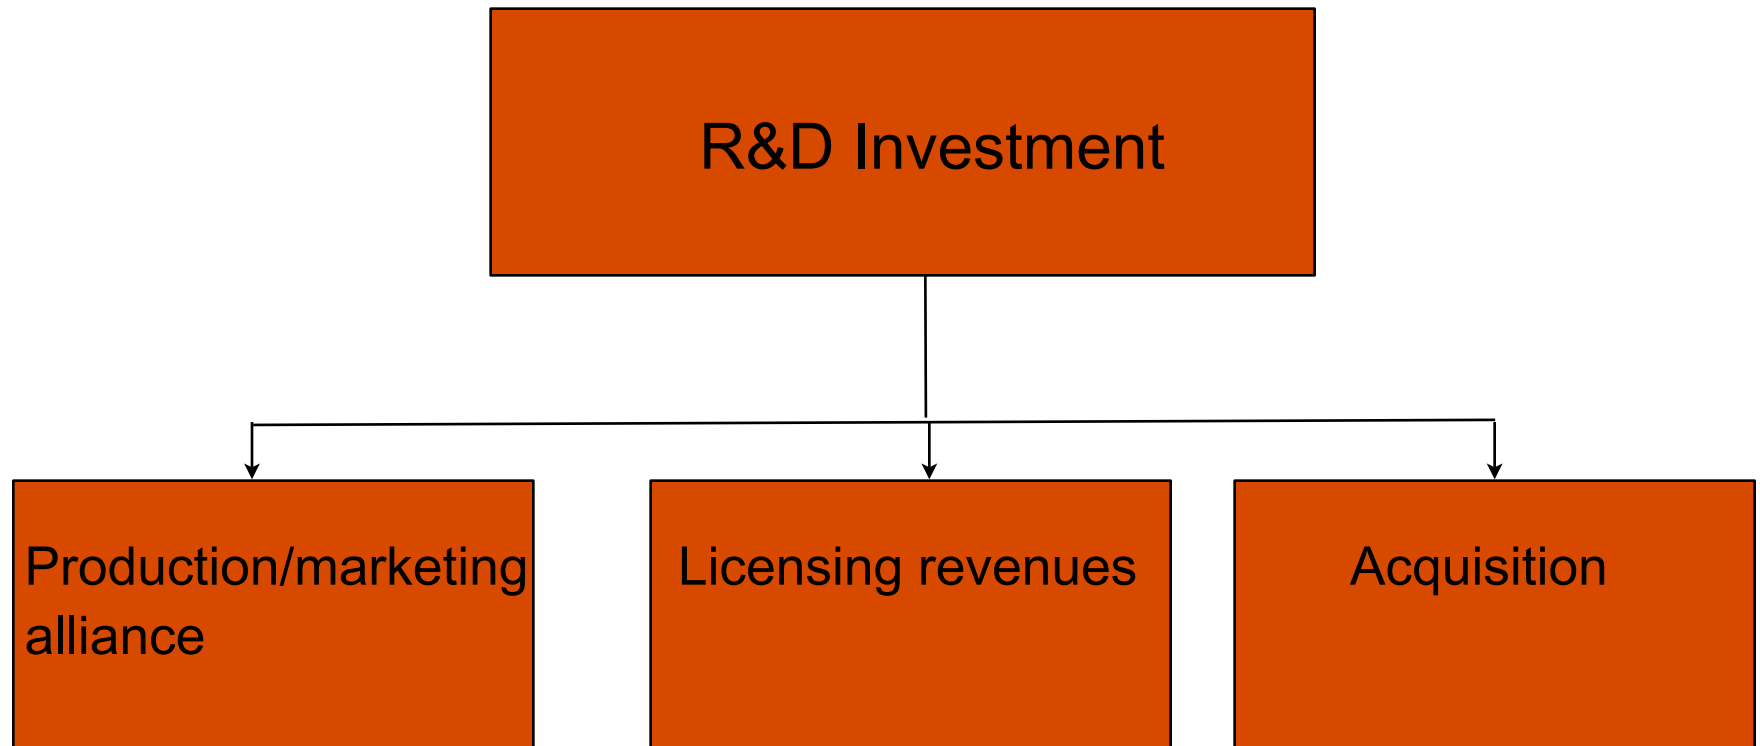 R&D Investment
Production/marketing
alliance
Licensing revenues
Acquisition